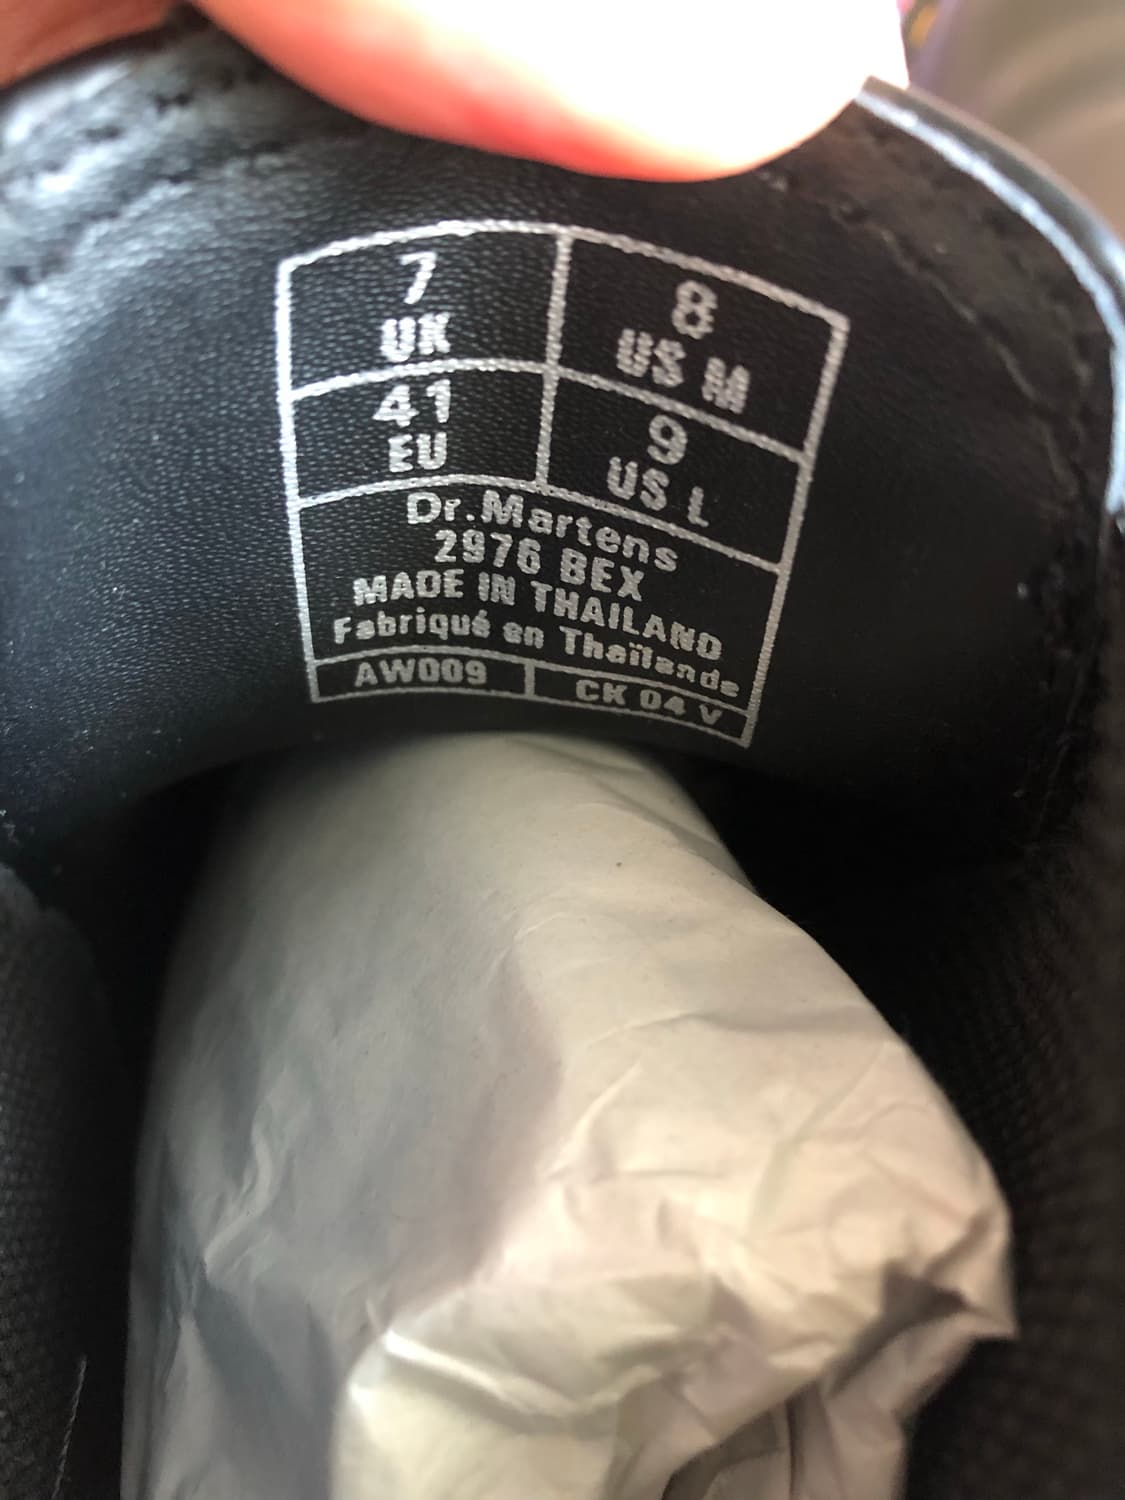 7
UK
8
US M
41
EU
9
US L
Dr.Martens
2976 BEX
MADE IN THAILAND
Fabriqué en Thaïlande
AW009
CK 04 V